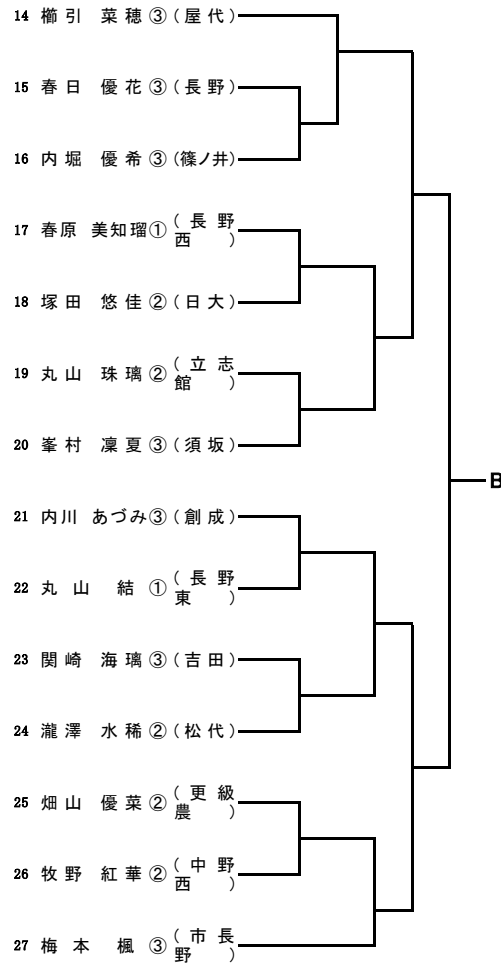 14 櫛引 菜穂 ③ (屋代)
15 春日 優花 ③ (長野)
16 内堀 優希 ③ (篠ノ井)
17 春原 美知瑠 ① (長野西)
18 塚田 悠佳 ② (日大)
19 丸山 珠璃 ② (立志館)
20 峯村 凜夏 ③ (須坂)
B
21 内川 あづみ ③ (創成)
22 丸山 結 ① (長野東)
23 関崎 海璃 ③ (吉田)
24 瀧澤 水稀 ② (松代)
25 畑山 優菜 ② (更級農)
26 牧野 紅華 ② (中野西)
27 梅本 楓 ③ (市長野)